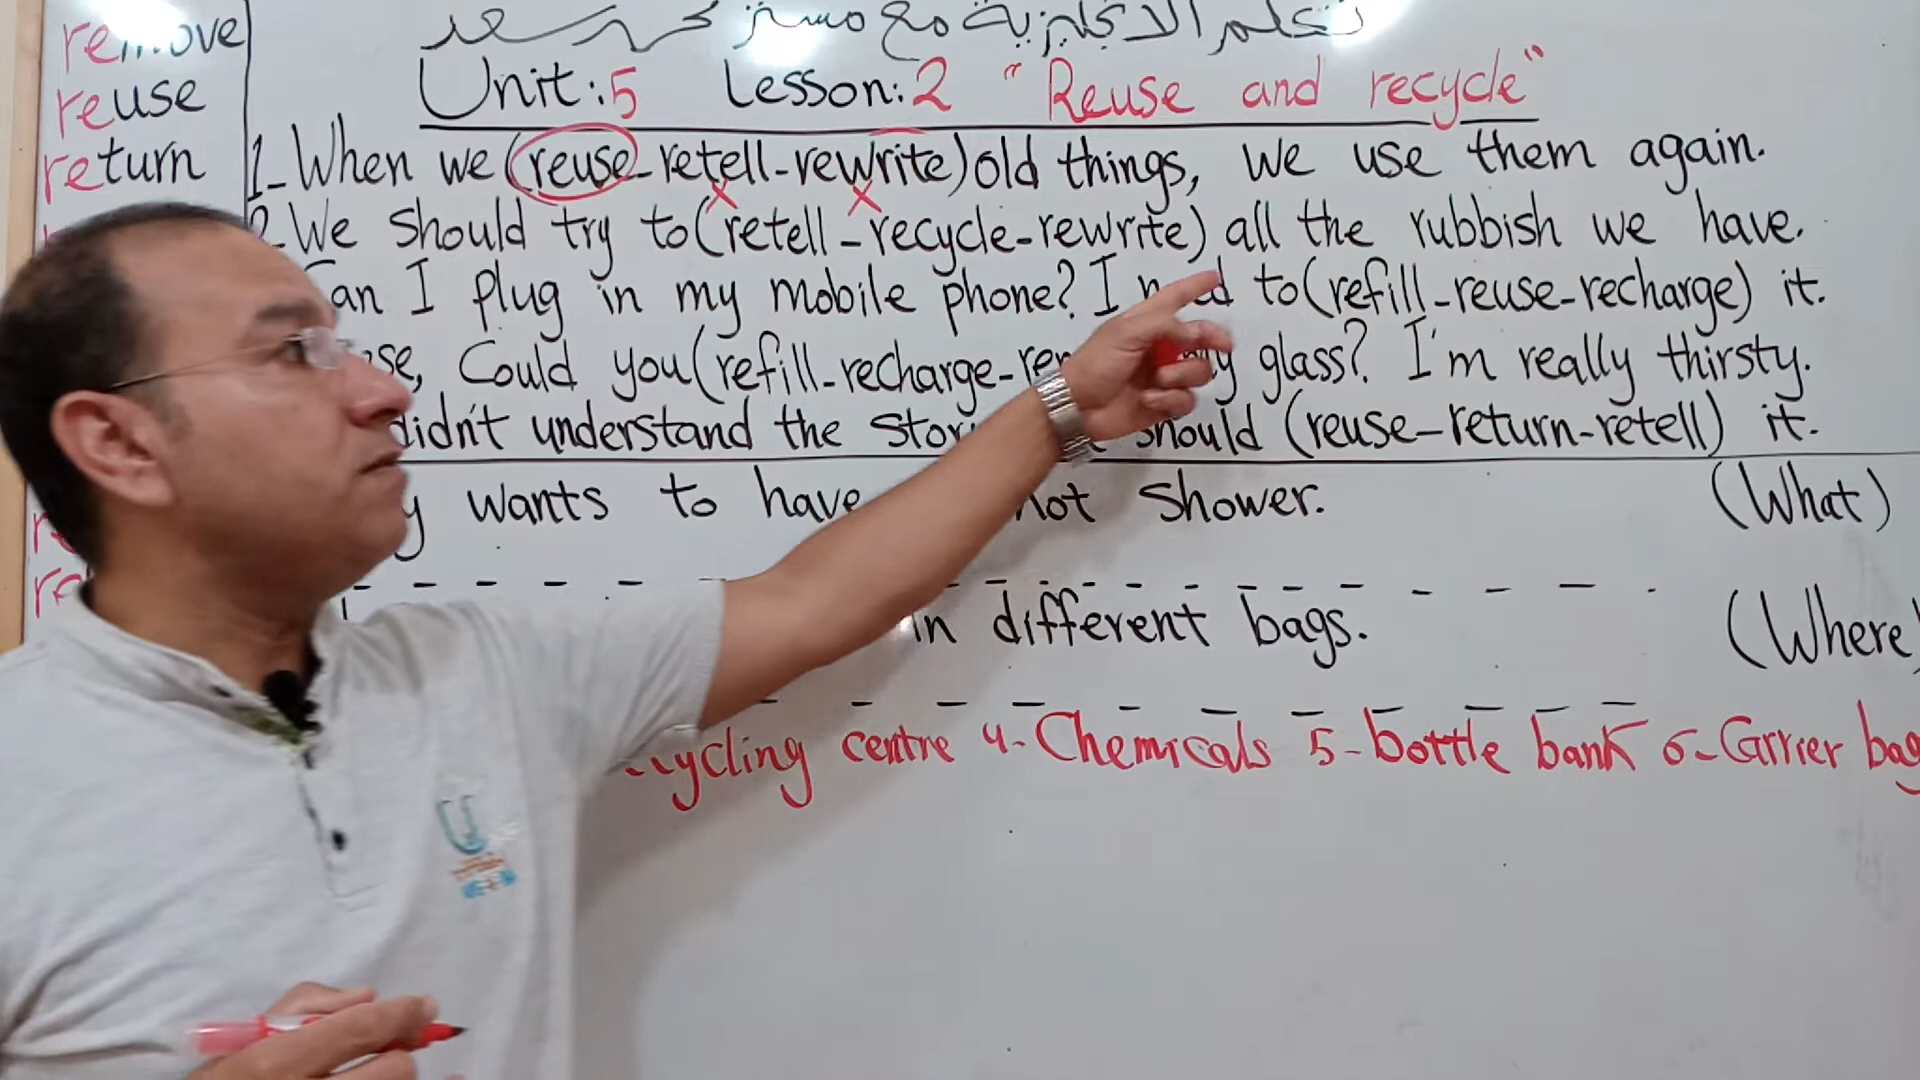 تعلم الانجليزية مع مستر محمد سعد
remove
reuse
return
Unit:5 Lesson:2 "Reuse and recycle"
1-When we (reuse-retell-rewrite) old things, we use them again.
2-We should try to (retell-recycle-rewrite) all the rubbish we have.
Can I plug in my mobile phone? I need to (refill-reuse-recharge) it.
Could you (refill-recharge- my glass? I'm really thirsty.
didn't understand the should (reuse-return-retell) it.
wants to have hot shower. (What)
in different bags. (Where)
centre 4-Chemicals 5-bottle bank 6-Carrier bag